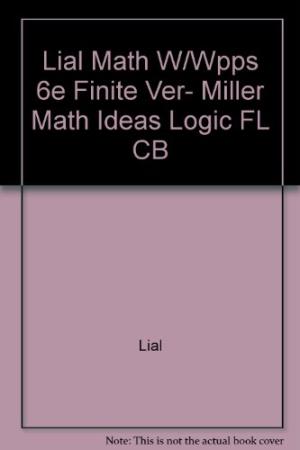 Lial Math W/Wpps
6e Finite Ver- Miller
Math Ideas Logic FL
CB
Lial
Note: This is not the actual book cover